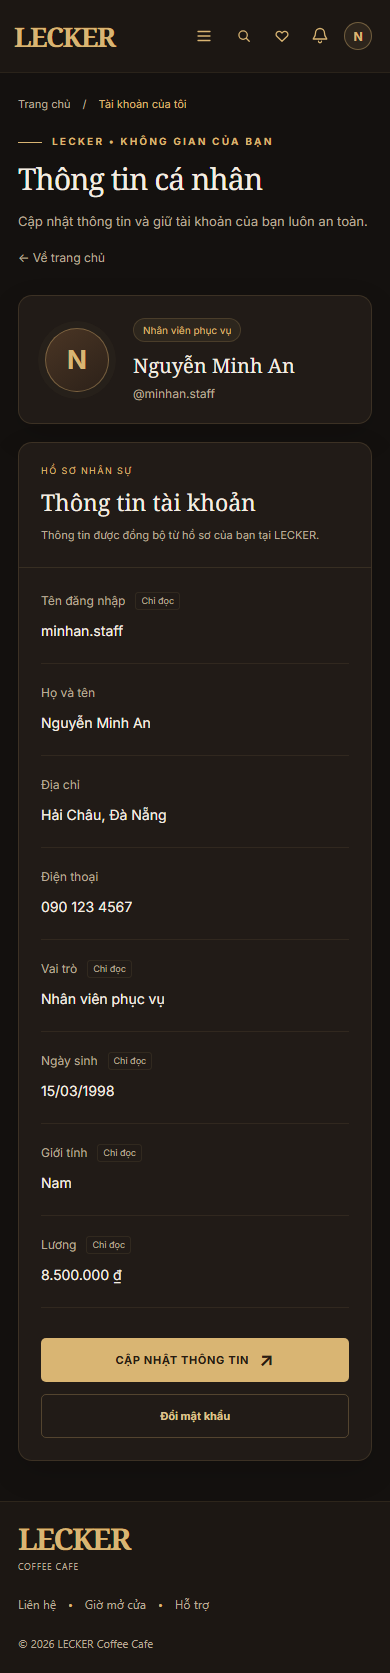 LECKER
N
Trang chủ / Tài khoản của tôi
LECKER • KHÔNG GIAN CỦA BẠN
Thông tin cá nhân
Cập nhật thông tin và giữ tài khoản của bạn luôn an toàn.
← Về trang chủ
N
Nhân viên phục vụ
Nguyễn Minh An
@minhan.staff
HỒ SƠ NHÂN SỰ
Thông tin tài khoản
Thông tin được đồng bộ từ hồ sơ của bạn tại LECKER.
Tên đăng nhập Chỉ đọc
minhan.staff
Họ và tên
Nguyễn Minh An
Địa chỉ
Hải Châu, Đà Nẵng
Điện thoại
090 123 4567
Vai trò Chỉ đọc
Nhân viên phục vụ
Ngày sinh Chỉ đọc
15/03/1998
Giới tính Chỉ đọc
Nam
Lương Chỉ đọc
8.500.000 ₫
CẬP NHẬT THÔNG TIN
Đổi mật khẩu
LECKER
COFFEE CAFE
Liên hệ • Giờ mở cửa • Hỗ trợ
© 2026 LECKER Coffee Cafe